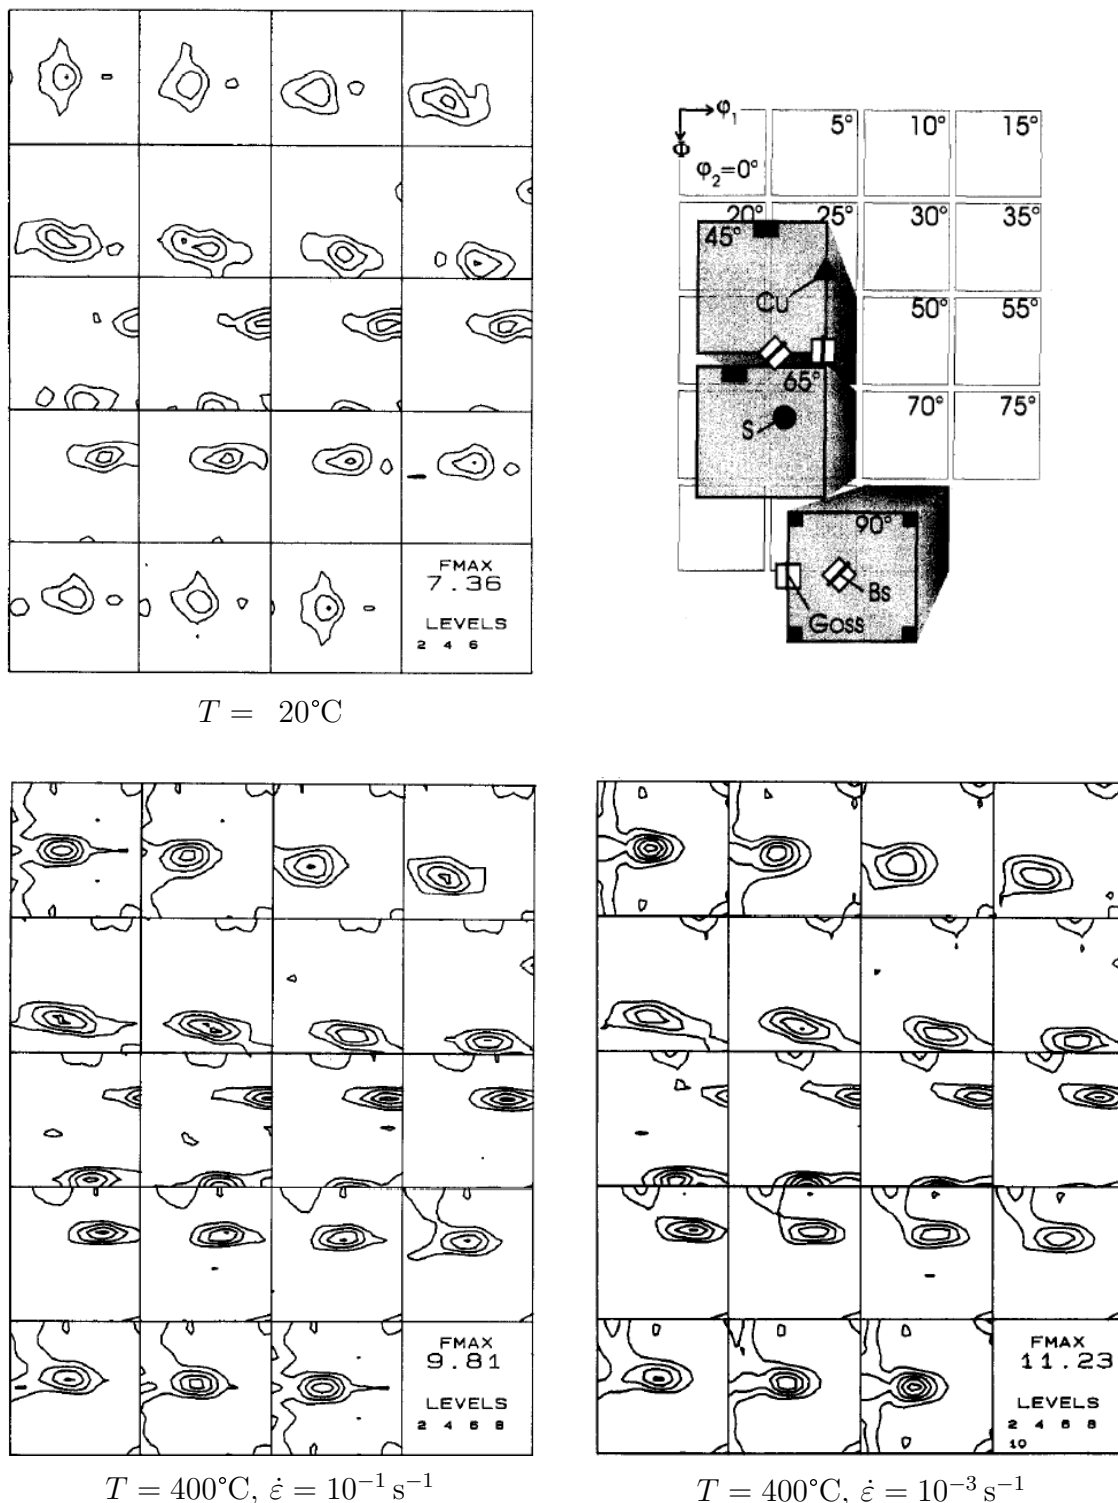 φ₁
Φ
φ₂=0°
5°
10°
15°
20°
25°
30°
35°
45°
Cu
50°
55°
65°
S
70°
75°
90°
Bs
Goss
FMAX
7.36
LEVELS
2 4 6
T = 20°C
FMAX
9.81
LEVELS
2 4 6 8
FMAX
11.23
LEVELS
2 4 6 8
10
T = 400°C, ε̇ = 10⁻¹ s⁻¹
T = 400°C, ε̇ = 10⁻³ s⁻¹